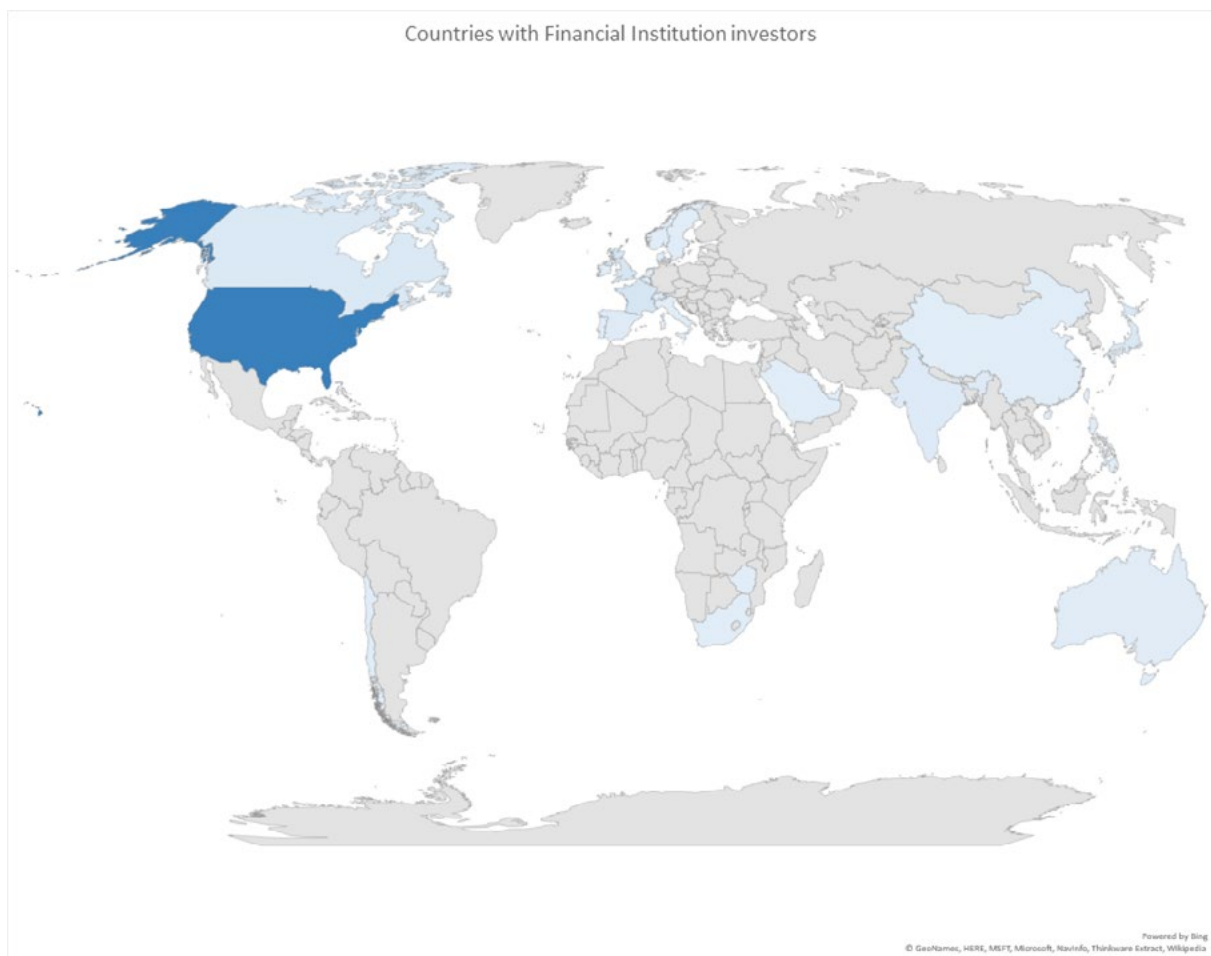 Countries with Financial Institution investors
Powered by Bing
© GeoNames, HERE, MSFT, Microsoft, NavInfo, Thinkware Extract, Wikipedia